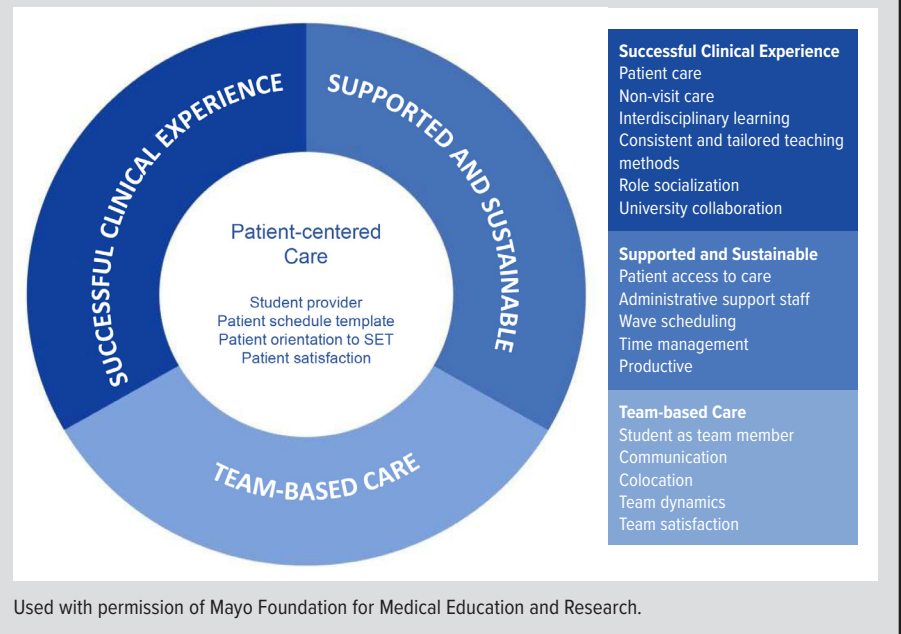 SUCCESSFUL CLINICAL EXPERIENCE
SUPPORTED AND SUSTAINABLE
TEAM-BASED CARE
Patient-centered
Care
Student provider
Patient schedule template
Patient orientation to SET
Patient satisfaction
Successful Clinical Experience
Patient care
Non-visit care
Interdisciplinary learning
Consistent and tailored teaching
methods
Role socialization
University collaboration
Supported and Sustainable
Patient access to care
Administrative support staff
Wave scheduling
Time management
Productive
Team-based Care
Student as team member
Communication
Colocation
Team dynamics
Team satisfaction
Used with permission of Mayo Foundation for Medical Education and Research.